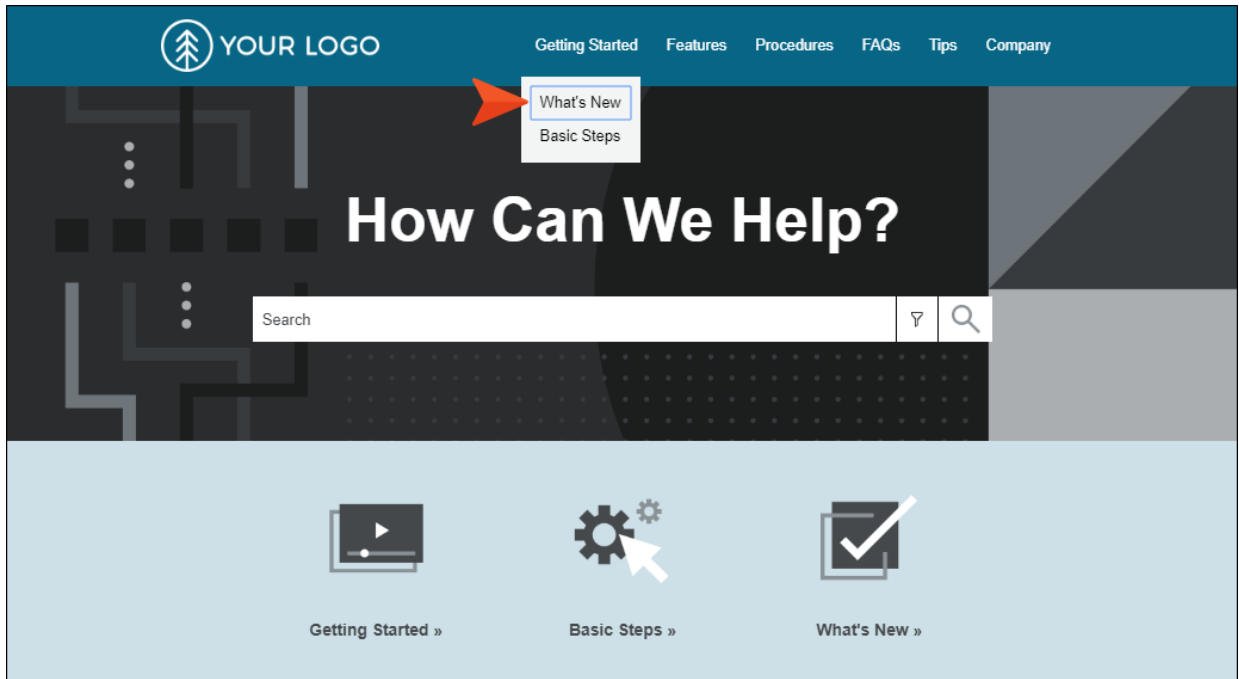 YOUR LOGO
Getting Started Features Procedures FAQs Tips Company
What's New
Basic Steps
How Can We Help?
Search
Getting Started » Basic Steps » What's New »